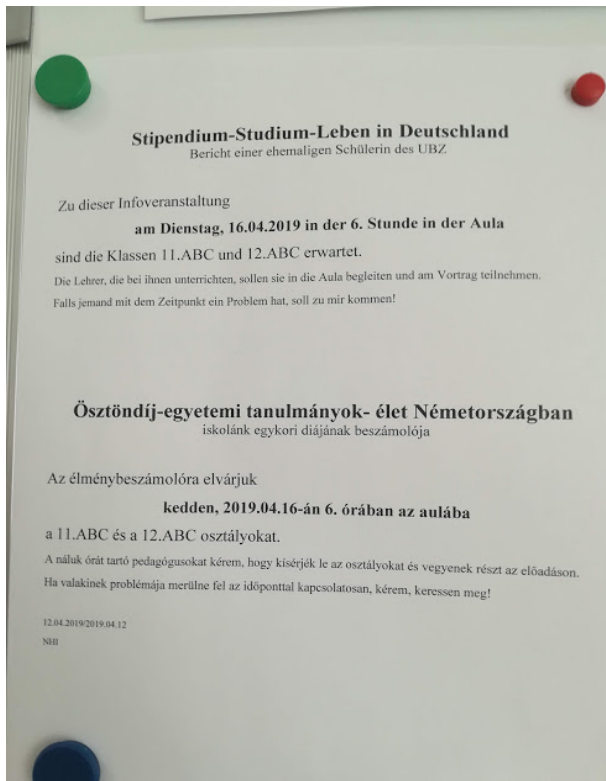 Stipendium-Studium-Leben in Deutschland
Bericht einer ehemaligen Schülerin des UBZ
Zu dieser Infoveranstaltung
am Dienstag, 16.04.2019 in der 6. Stunde in der Aula
sind die Klassen 11.ABC und 12.ABC erwartet.
Die Lehrer, die bei ihnen unterrichten, sollen sie in die Aula begleiten und am Vortrag teilnehmen.
Falls jemand mit dem Zeitpunkt ein Problem hat, soll zu mir kommen!
Ösztöndíj-egyetemi tanulmányok- élet Németországban
iskolánk egykori diájának beszámolója
Az élménybeszámolóra elvárjuk
kedden, 2019.04.16-án 6. órában az aulába
a 11.ABC és a 12.ABC osztályokat.
A náluk órát tartó pedagógusokat kérem, hogy kísérjék le az osztályokat és vegyenek részt az előadáson.
Ha valakinek problémája merülne fel az időponttal kapcsolatosan, kérem, keressen meg!
12.04.2019/2019.04.12
NHI